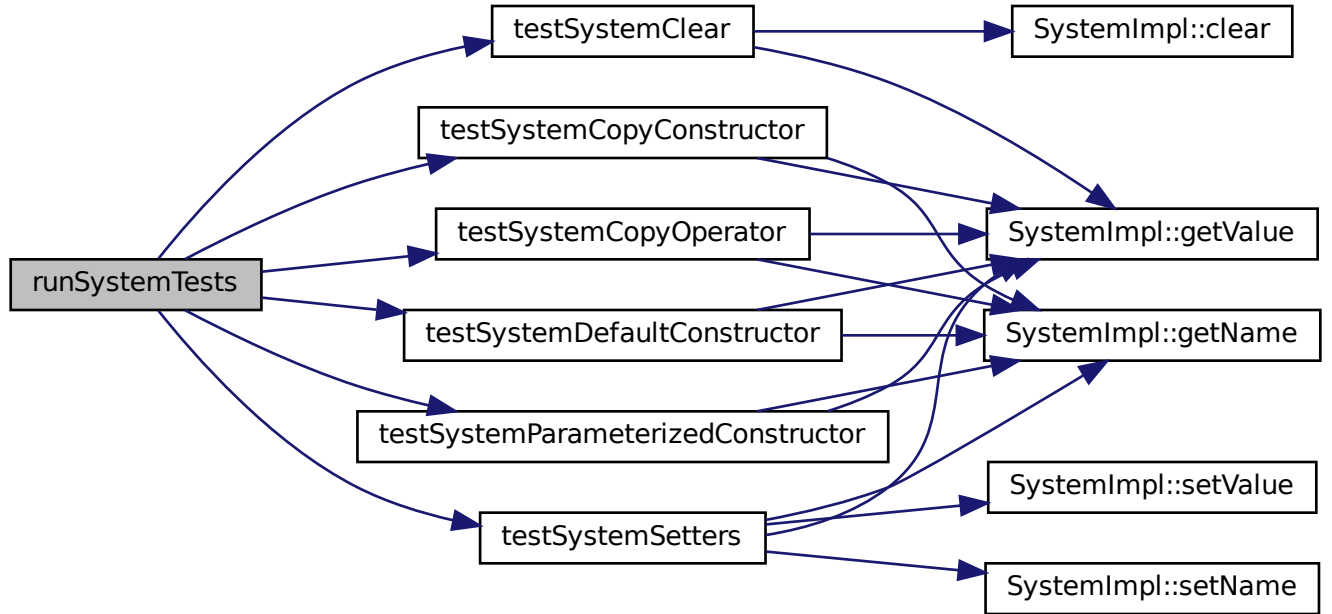 runSystemTests
testSystemClear
testSystemCopyConstructor
testSystemCopyOperator
testSystemDefaultConstructor
testSystemParameterizedConstructor
testSystemSetters
SystemImpl::clear
SystemImpl::getValue
SystemImpl::getName
SystemImpl::setValue
SystemImpl::setName